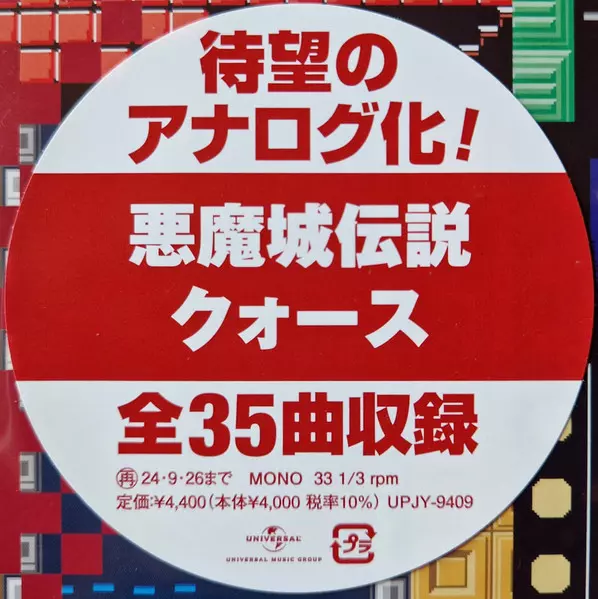 待望の
アナログ化!
悪魔城伝説
クォース
全35曲収録
再 24・9・26まで MONO 33 1/3 rpm
定価:¥4,400(本体¥4,000 税率10%) UPJY-9409
UNIVERSAL
UNIVERSAL MUSIC GROUP
プラ